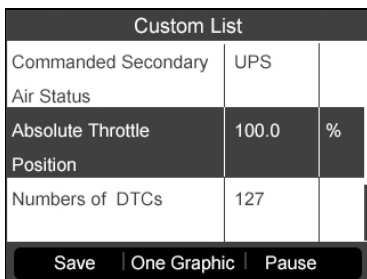 Custom List
Commanded Secondary UPS
Air Status
Absolute Throttle 100.0 %
Position
Numbers of DTCs 127
Save One Graphic Pause